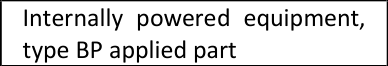 Internally powered equipment,
type BP applied part